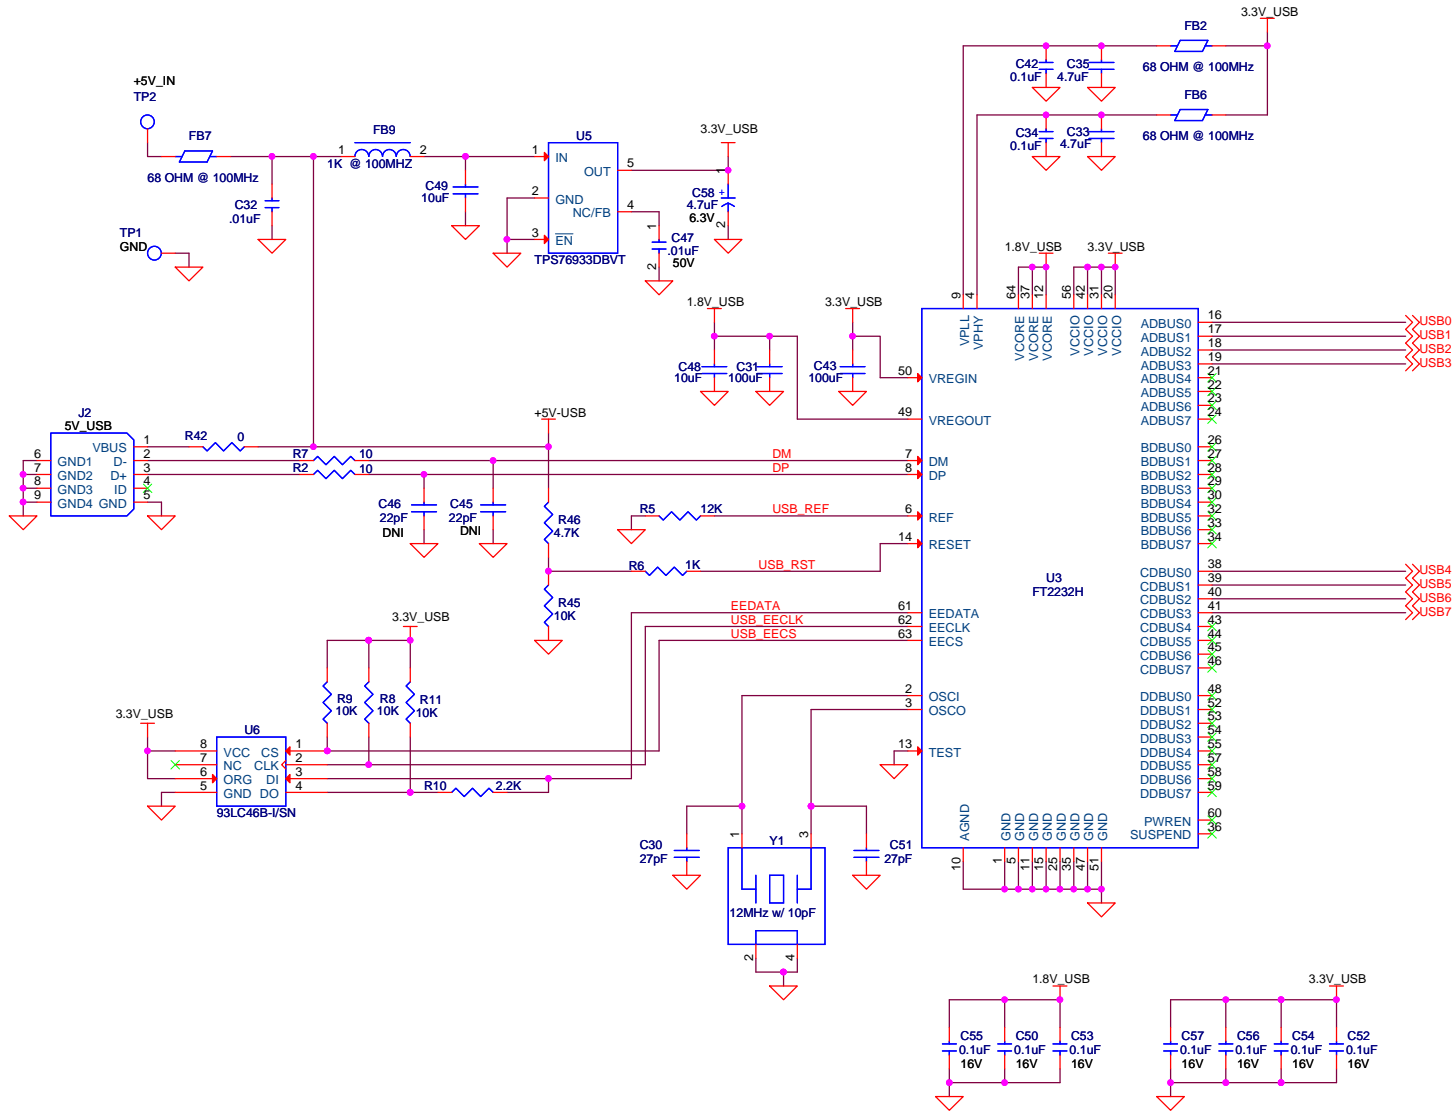 3.3V_USB
FB2
68 OHM @ 100MHz
C42
0.1uF
C35
4.7uF
FB6
68 OHM @ 100MHz
C34
0.1uF
C33
4.7uF
+5V_IN
TP2
FB7
68 OHM @ 100MHz
C32
.01uF
TP1
GND
FB9
1 2
1K @ 100MHZ
C49
10uF
U5
1 IN
OUT 5
2 GND
NC/FB 4
3 EN
TPS76933DBVT
3.3V_USB
1
C58 +
4.7uF
6.3V
2
1
C47
.01uF
50V
2
1.8V_USB
C48
10uF
C31
100uF
3.3V_USB
C43
100uF
1.8V_USB
3.3V_USB
9 4 64 37 12 56 42 31 20
VPLL VPHY VCORE VCORE VCORE VCCIO VCCIO VCCIO VCCIO
50 VREGIN
49 VREGOUT
DM 7 DM
DP 8 DP
USB_REF 6 REF
14 RESET
U3
FT2232H
EEDATA 61 EEDATA
USB_EECLK 62 EECLK
USB_EECS 63 EECS
2 OSCI
3 OSCO
13 TEST
AGND GND GND GND GND GND GND GND GND
10 1 5 11 15 25 35 47 51
ADBUS0 16 USB0
ADBUS1 17 USB1
ADBUS2 18 USB2
ADBUS3 19 USB3
ADBUS4 21
ADBUS5 22
ADBUS6 23
ADBUS7 24
BDBUS0 26
BDBUS1 27
BDBUS2 28
BDBUS3 29
BDBUS4 30
BDBUS5 32
BDBUS6 33
BDBUS7 34
CDBUS0 38 USB4
CDBUS1 39 USB5
CDBUS2 40 USB6
CDBUS3 41 USB7
CDBUS4 43
CDBUS5 44
CDBUS6 45
CDBUS7 46
DDBUS0 48
DDBUS1 52
DDBUS2 53
DDBUS3 54
DDBUS4 55
DDBUS5 57
DDBUS6 58
DDBUS7 59
PWREN 60
SUSPEND 36
J2
5V_USB
VBUS 1
6 GND1 D- 2
7 GND2 D+ 3
8 GND3 ID 4
9 GND4 GND 5
R42 0
R7 10
R2 10
+5V-USB
C46
22pF
DNI
C45
22pF
DNI
R46
4.7K
R5 12K
R6 1K USB_RST
R45
10K
3.3V_USB
R9
10K
R8
10K
R11
10K
3.3V_USB
U6
8 VCC CS 1
7 NC CLK 2
6 ORG DI 3
5 GND DO 4
93LC46B-I/SN
R10 2.2K
C30
27pF
1 Y1 3
12MHz w/ 10pF
2 4
C51
27pF
1.8V_USB
C55
0.1uF
16V
C50
0.1uF
16V
C53
0.1uF
16V
3.3V_USB
C57
0.1uF
16V
C56
0.1uF
16V
C54
0.1uF
16V
C52
0.1uF
16V